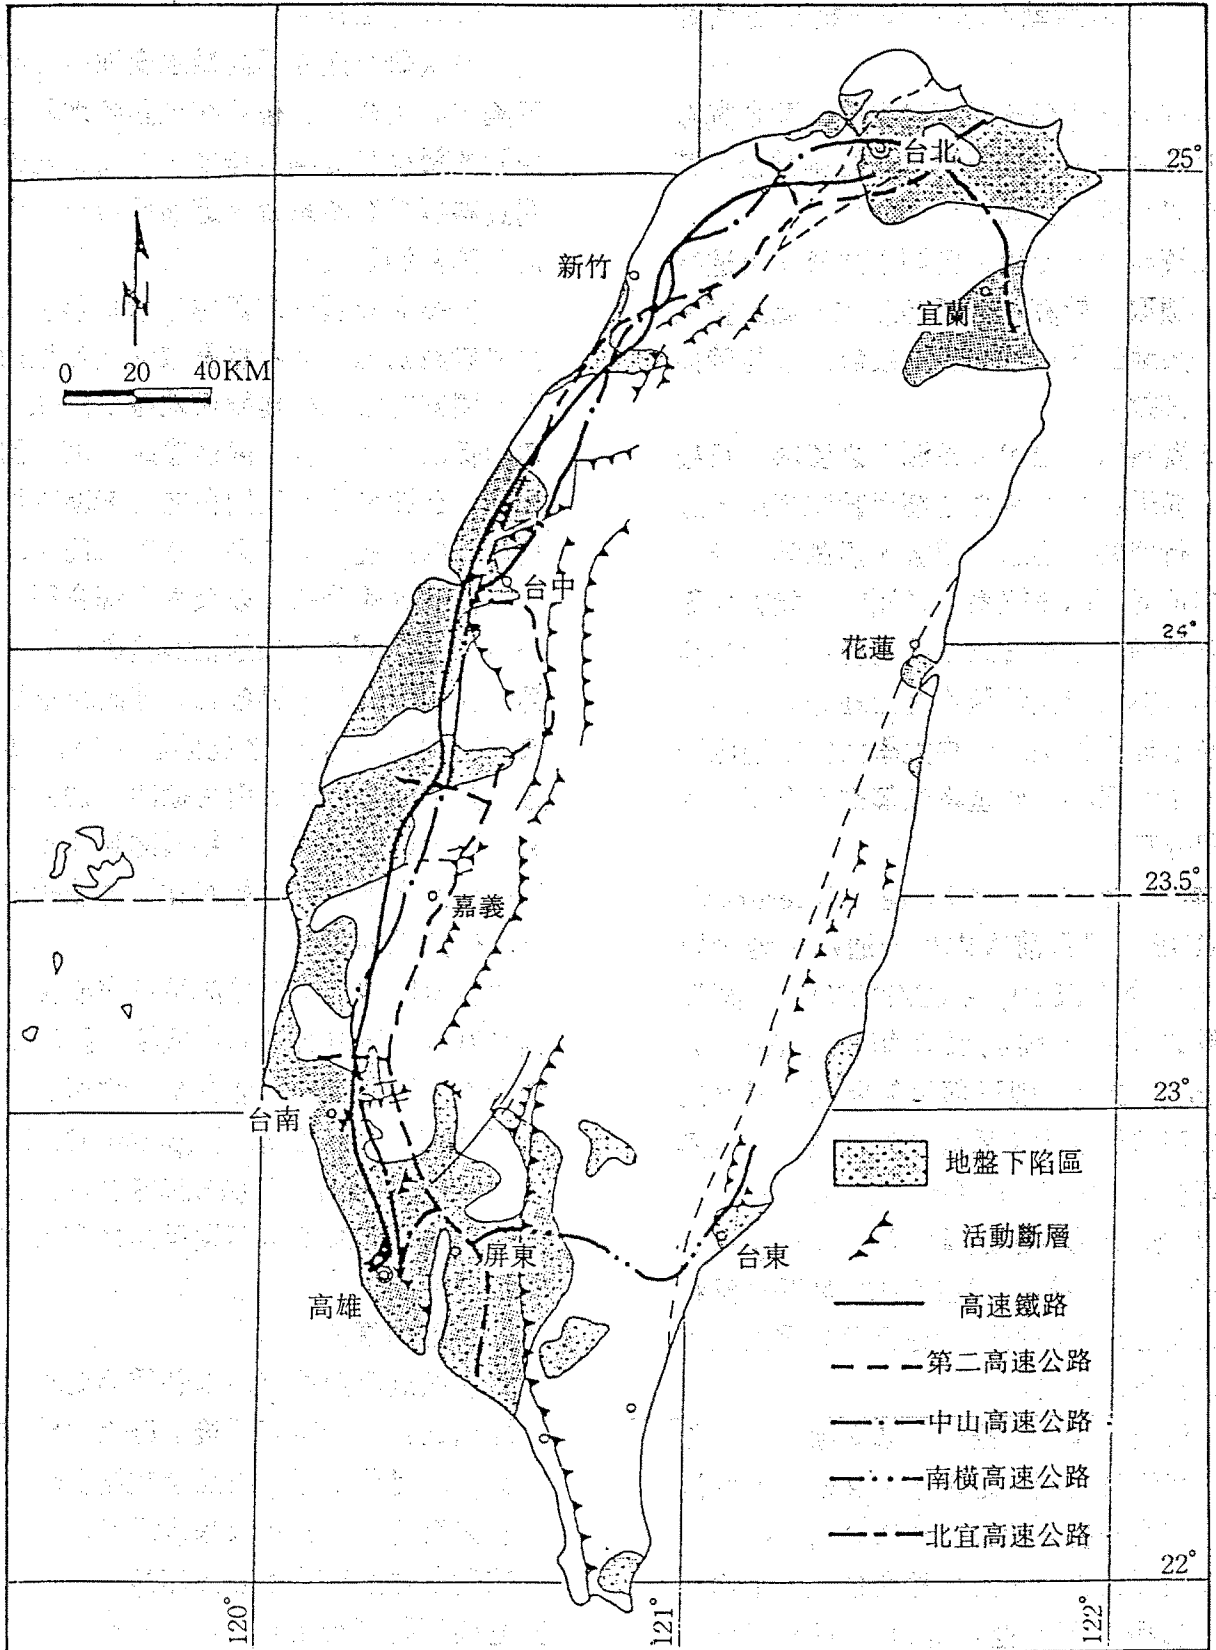 台北
25°
新竹
宜蘭
0 20 40KM
台中
花蓮
24°
嘉義
23.5°
台南
23°
地盤下陷區
活動斷層
屏東
台東
高雄
高速鐵路
第二高速公路
中山高速公路
南橫高速公路
北宜高速公路
22°
120°
121°
122°